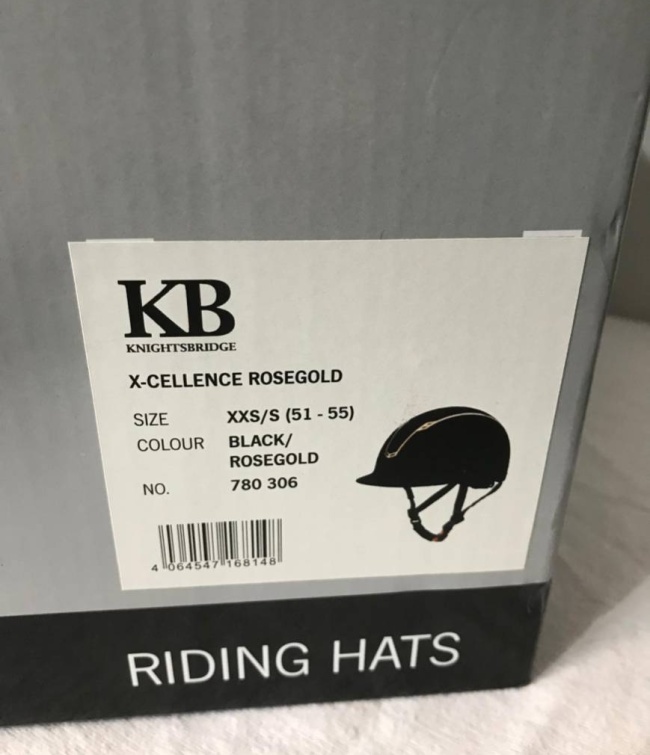 KB
KNIGHTSBRIDGE
X-CELLENCE ROSEGOLD
SIZE XXS/S (51 - 55)
COLOUR BLACK/
ROSEGOLD
NO. 780 306
4 064547 168148
RIDING HATS